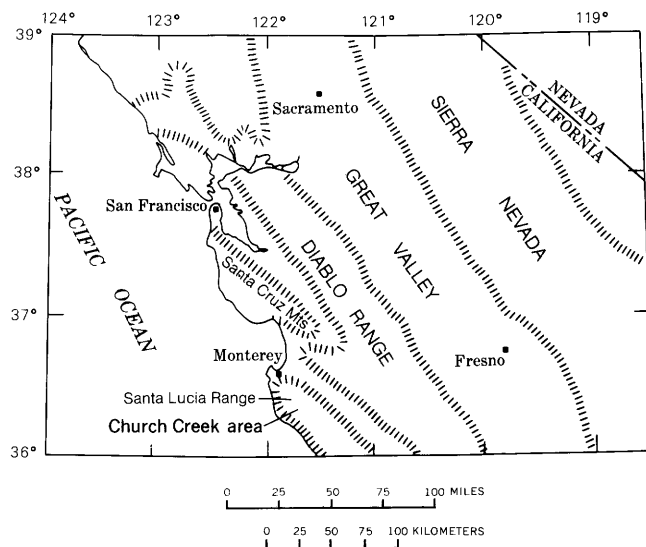 124° 123° 122° 121° 120° 119°
39°
NEVADA
CALIFORNIA
Sacramento
SIERRA
NEVADA
38°
GREAT
VALLEY
San Francisco
PACIFIC
OCEAN
DIABLO
RANGE
Santa Cruz Mts.
37°
Monterey
Fresno
Santa Lucia Range
Church Creek area
36°
0 25 50 75 100 MILES
0 25 50 75 100 KILOMETERS